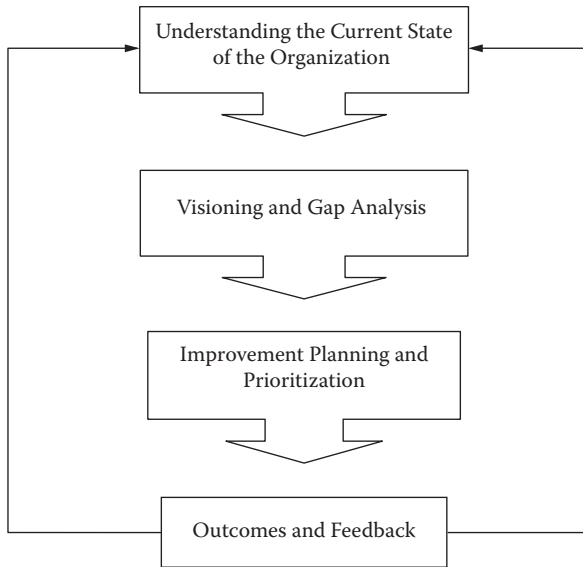 Understanding the Current State
of the Organization
Visioning and Gap Analysis
Improvement Planning and
Prioritization
Outcomes and Feedback